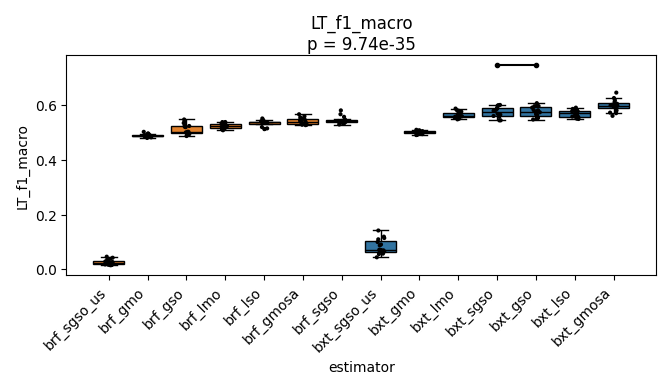 LT_f1_macro
p = 9.74e-35
LT_f1_macro
0.6
0.4
0.2
0.0
brf_sgso_us
brf_gmo
brf_gso
brf_lmo
brf_lso
brf_gmosa
brf_sgso
bxt_sgso_us
bxt_gmo
bxt_lmo
bxt_sgso
bxt_gso
bxt_lso
bxt_gmosa
estimator